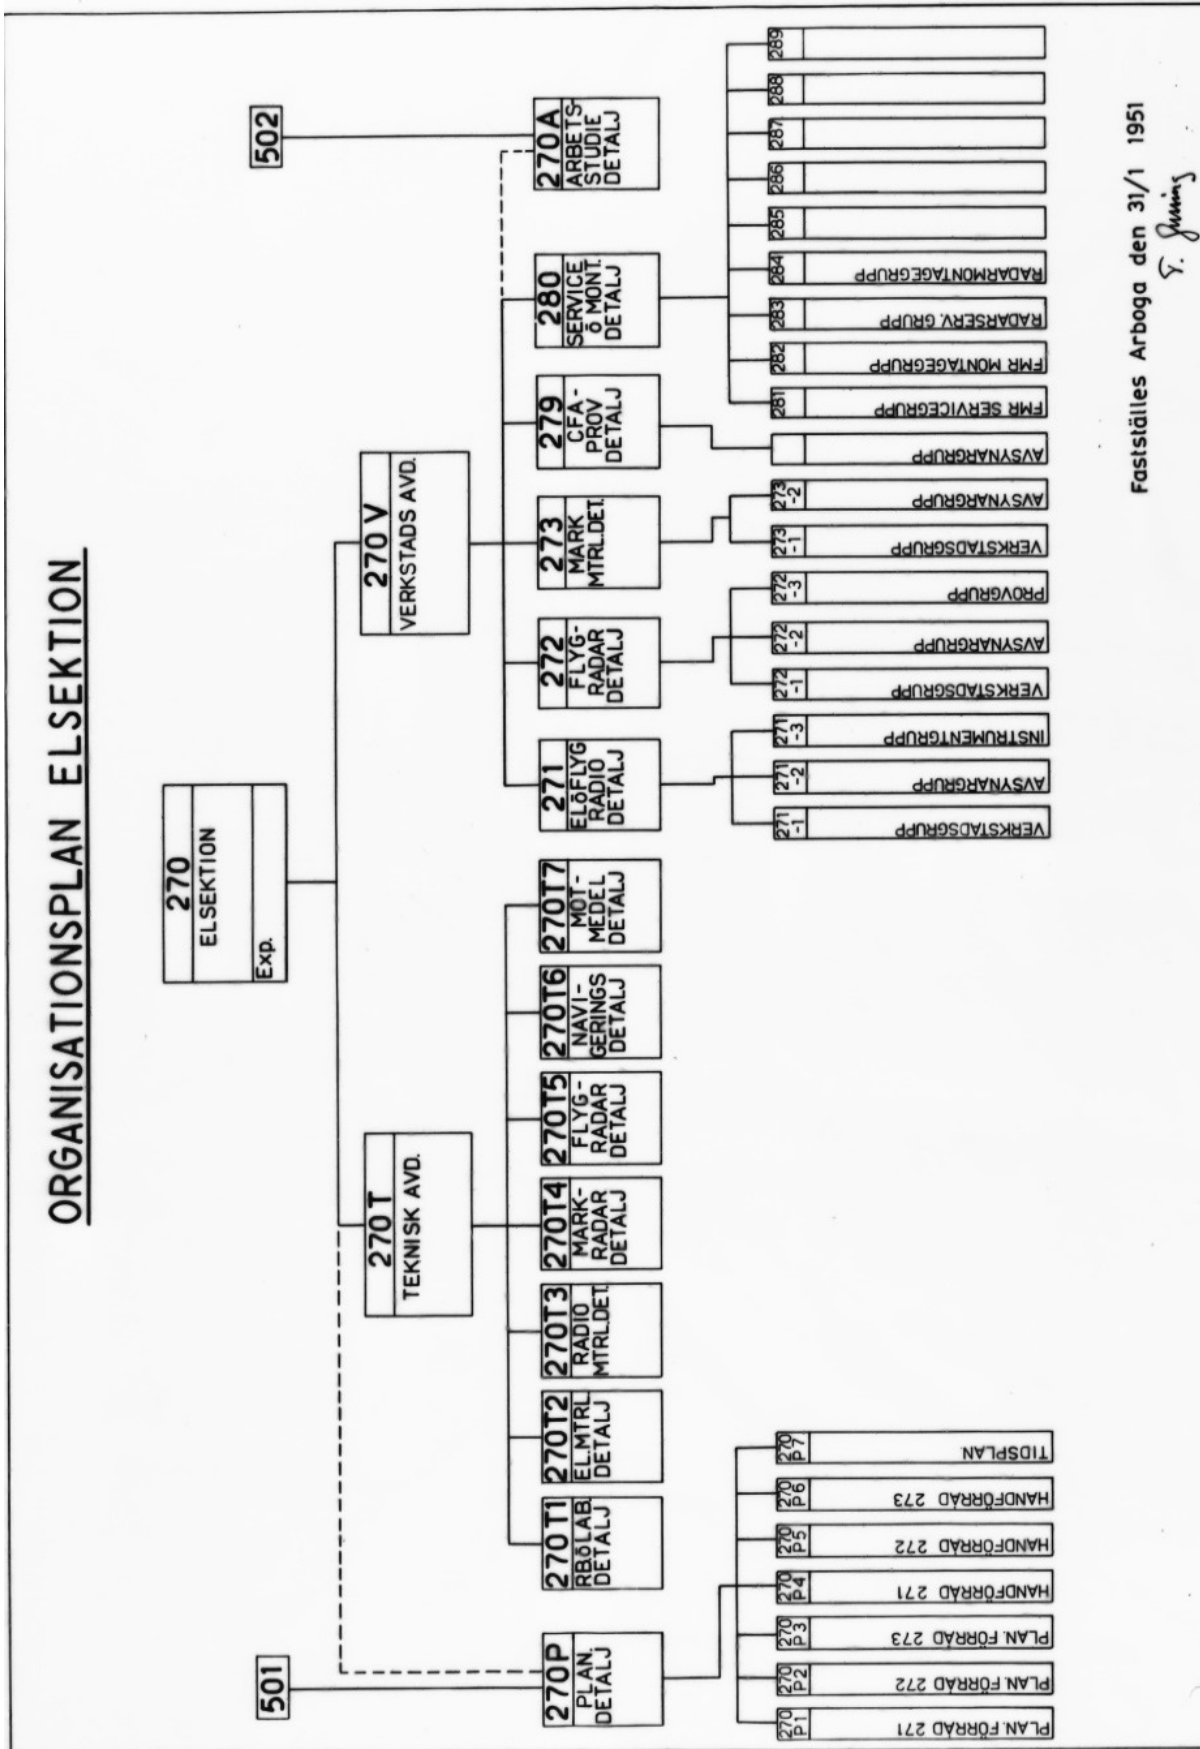 ORGANISATIONSPLAN ELSEKTION
270
ELSEKTION
Exp.
501
502
270 T
TEKNISK AVD.
270 V
VERKSTADS AVD.
270P
PLAN.
DETALJ
270T1
RB.ÖLAB.
DETALJ
270T2
EL.MTRL.
DETALJ
270T3
RADIO
MTRL.DET.
270T4
MARK-
RADAR
DETALJ
270T5
FLYG-
RADAR
DETALJ
270T6
NAVI-
GERINGS
DETALJ
270T7
MOT-
MEDEL
DETALJ
271
ELÖFLYG
RADIO
DETALJ
272
FLYG-
RADAR
DETALJ
273
MARK
MTRL.DET.
279
CFA-
PROV
DETALJ
280
SERVICE
Ö MONT.
DETALJ
270A
ARBETS-
STUDIE
DETALJ
270
P1
PLAN.FÖRRÅD 271
270
P2
PLAN.FÖRRÅD 272
270
P3
PLAN.FÖRRÅD 273
270
P4
HANDFÖRRÅD 271
270
P5
HANDFÖRRÅD 272
270
P6
HANDFÖRRÅD 273
270
P7
TIDSPLAN
271
-1
VERKSTADSGRUPP
271
-2
AVSYNARGRUPP
271
-3
INSTRUMENTGRUPP
272
-1
VERKSTADSGRUPP
272
-2
AVSYNARGRUPP
272
-3
PROVGRUPP
273
-1
VERKSTADSGRUPP
273
-2
AVSYNARGRUPP
AVSYNARGRUPP
281
FMR SERVICEGRUPP
282
FMR MONTAGEGRUPP
283
RADARSERV. GRUPP
284
RADARMONTAGEGRUPP
285
286
287
288
289
Fastställes Arboga den 31/1 1951